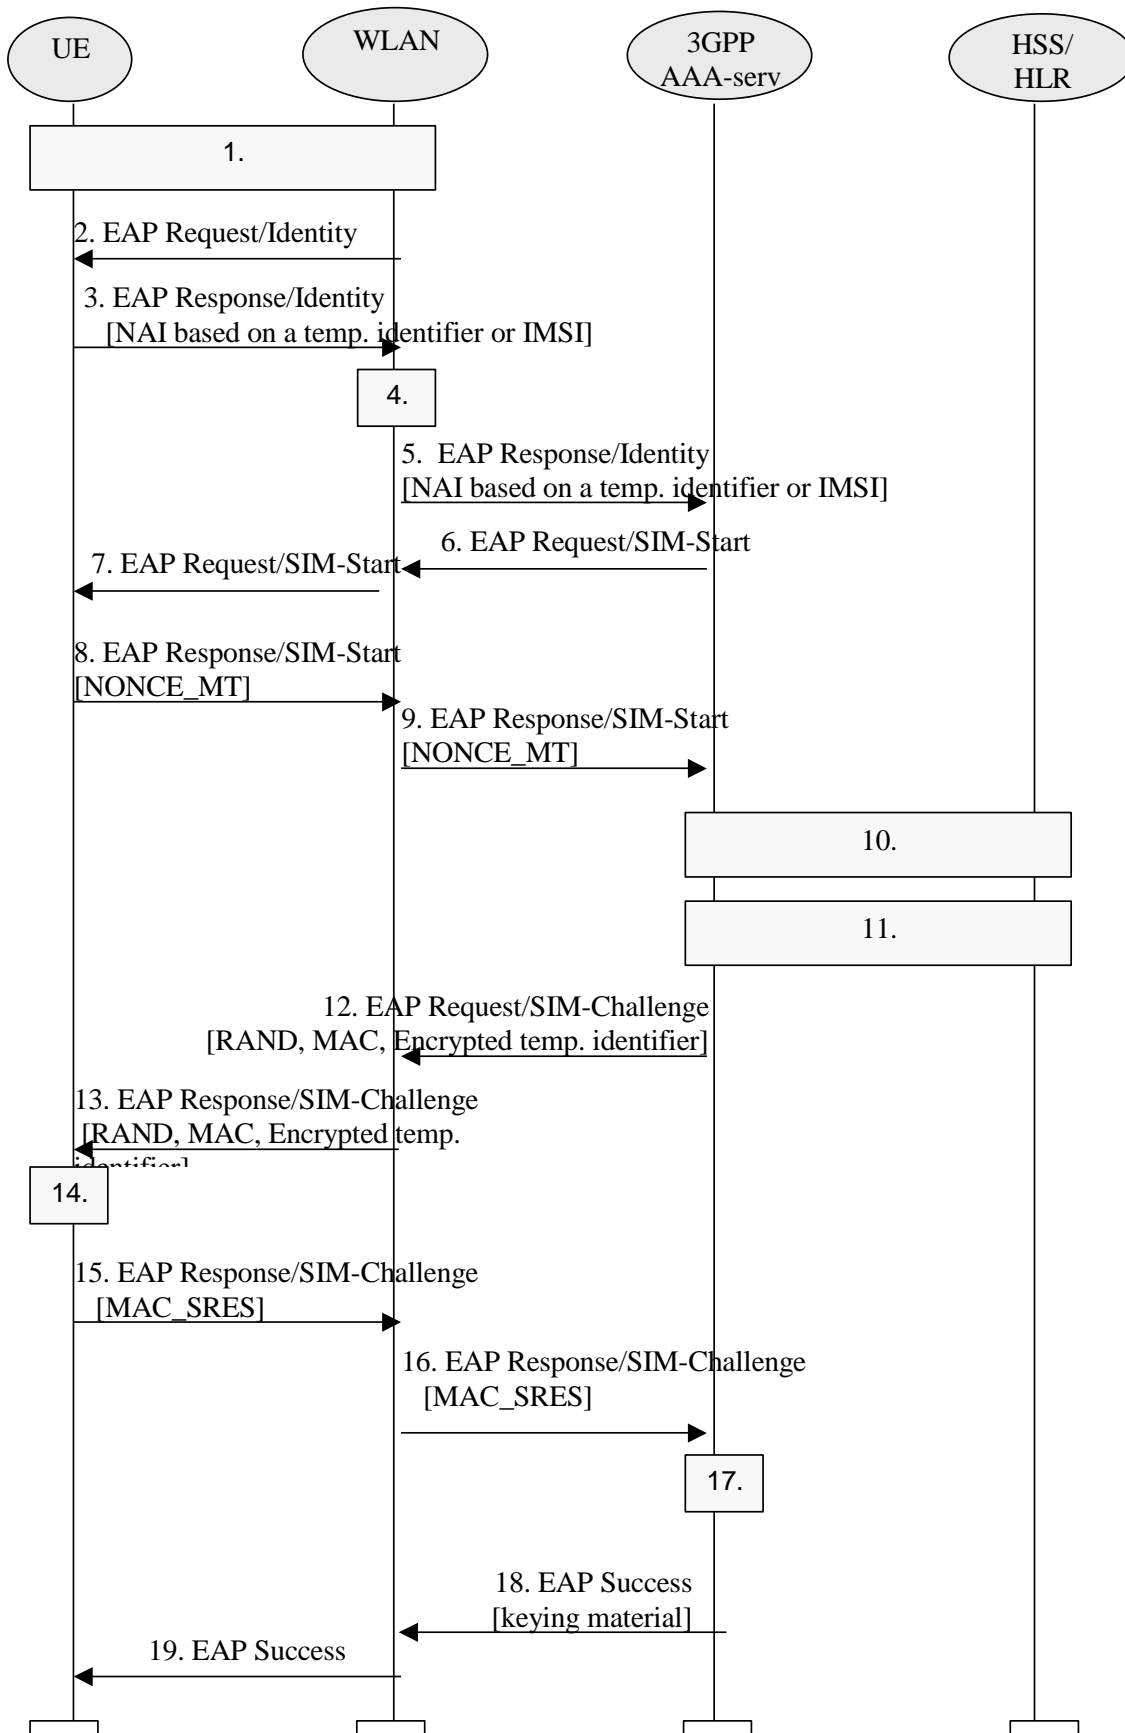 UE
WLAN
3GPP
AAA-serv
HSS/
HLR
1.
2. EAP Request/Identity
3. EAP Response/Identity
[NAI based on a temp. identifier or IMSI]
4.
5.  EAP Response/Identity
[NAI based on a temp. identifier or IMSI]
6. EAP Request/SIM-Start
7. EAP Request/SIM-Start
8. EAP Response/SIM-Start
[NONCE_MT]
9. EAP Response/SIM-Start
[NONCE_MT]
10.
11.
12. EAP Request/SIM-Challenge
[RAND, MAC, Encrypted temp. identifier]
13. EAP Response/SIM-Challenge
[RAND, MAC, Encrypted temp.
identifier]
14.
15. EAP Response/SIM-Challenge
[MAC_SRES]
16. EAP Response/SIM-Challenge
[MAC_SRES]
17.
18. EAP Success
[keying material]
19. EAP Success